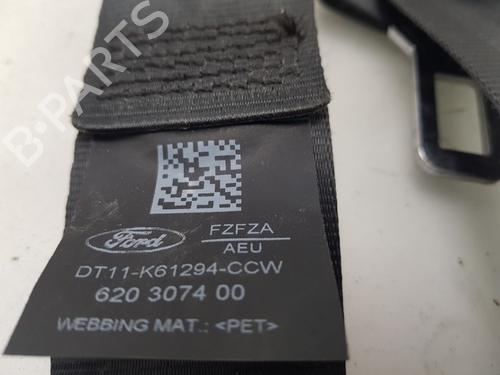 B-PARTS
Ford
FZFZA
AEU
DT11-K61294-CCW
620 3074 00
WEBBING MAT.: <PET>